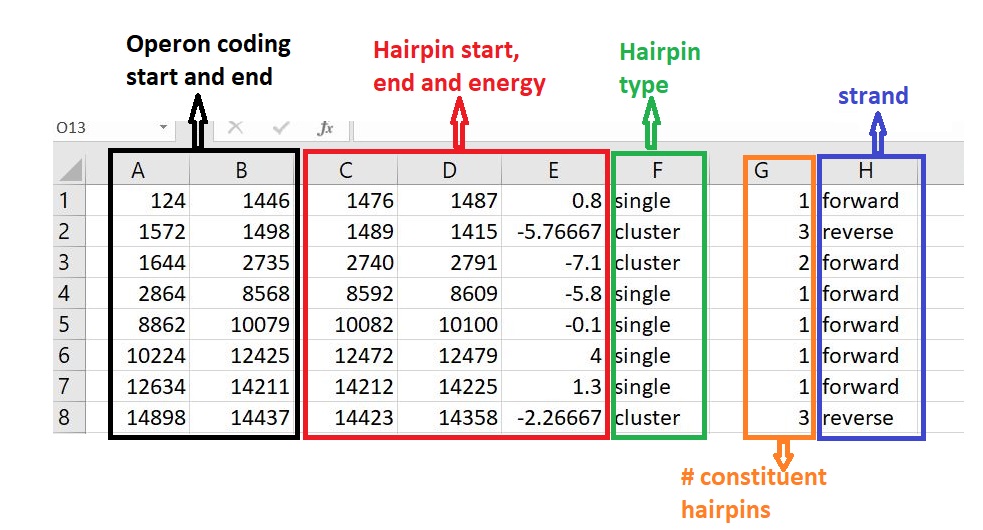 Operon coding
start and end
Hairpin start,
end and energy
Hairpin
type
strand
O13 fx
A B C D E F G H
1 124 1446 1476 1487 0.8 single 1 forward
2 1572 1498 1489 1415 -5.76667 cluster 3 reverse
3 1644 2735 2740 2791 -7.1 cluster 2 forward
4 2864 8568 8592 8609 -5.8 single 1 forward
5 8862 10079 10082 10100 -0.1 single 1 forward
6 10224 12425 12472 12479 4 single 1 forward
7 12634 14211 14212 14225 1.3 single 1 forward
8 14898 14437 14423 14358 -2.26667 cluster 3 reverse
# constituent
hairpins